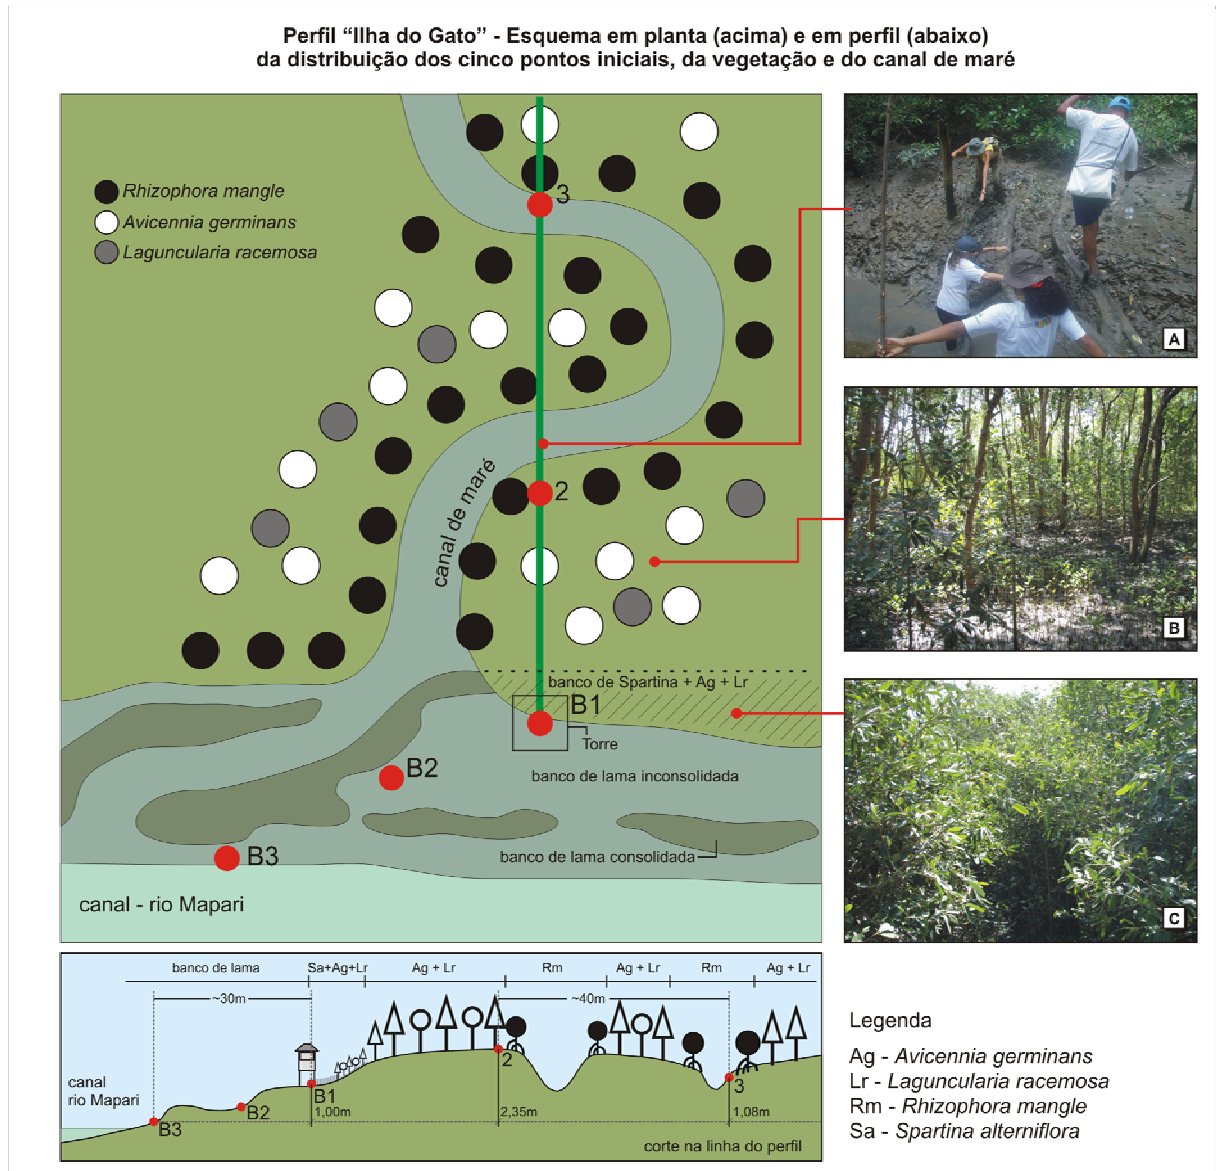 Perfil “Ilha do Gato” - Esquema em planta (acima) e em perfil (abaixo)
da distribuição dos cinco pontos iniciais, da vegetação e do canal de maré
Rhizophora mangle
Avicennia germinans
Laguncularia racemosa
3
2
canal de maré
banco de Spartina + Ag + Lr
B1
Torre
B2
banco de lama inconsolidada
B3
banco de lama consolidada
canal - rio Mapari
A
B
C
banco de lama
Sa+Ag+Lr
Ag + Lr
Rm
Ag + Lr
Rm
Ag + Lr
~30m
~40m
canal
rio Mapari
B3
B2
B1
2
3
1,00m
2,35m
1,08m
corte na linha do perfil
Legenda
Ag - Avicennia germinans
Lr - Laguncularia racemosa
Rm - Rhizophora mangle
Sa - Spartina alterniflora